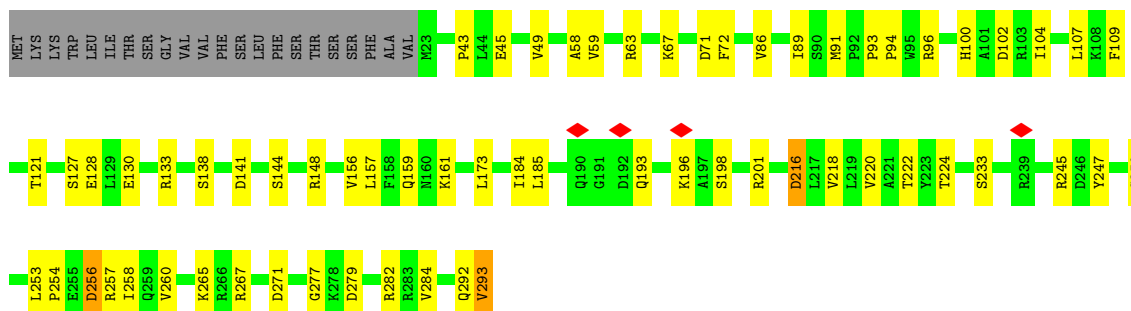 MET LYS LYS TRP LEU ILE THR SER GLY VAL VAL PHE SER LEU PHE SER THR SER SER PHE ALA VAL M23 P43 L44 E45 V49 A58 V59 R63 K67 D71 F72 V86 I89 S90 M91 P92 P93 P94 W95 R96 H100 A101 D102 R103 I104 L107 K108 F109
T121 S127 E128 L129 E130 R133 S138 D141 S144 R148 V156 L157 F158 Q159 N160 K161 L173 I184 L185 Q190 G191 D192 Q193 K196 A197 S198 R201 D216 L217 V218 L219 V220 A221 T222 Y223 T224 S233 R239 R245 D246 Y247
L253 P254 E255 D256 R257 I258 Q259 V260 K265 R266 R267 D271 G277 K278 D279 R282 R283 V284 Q292 V293